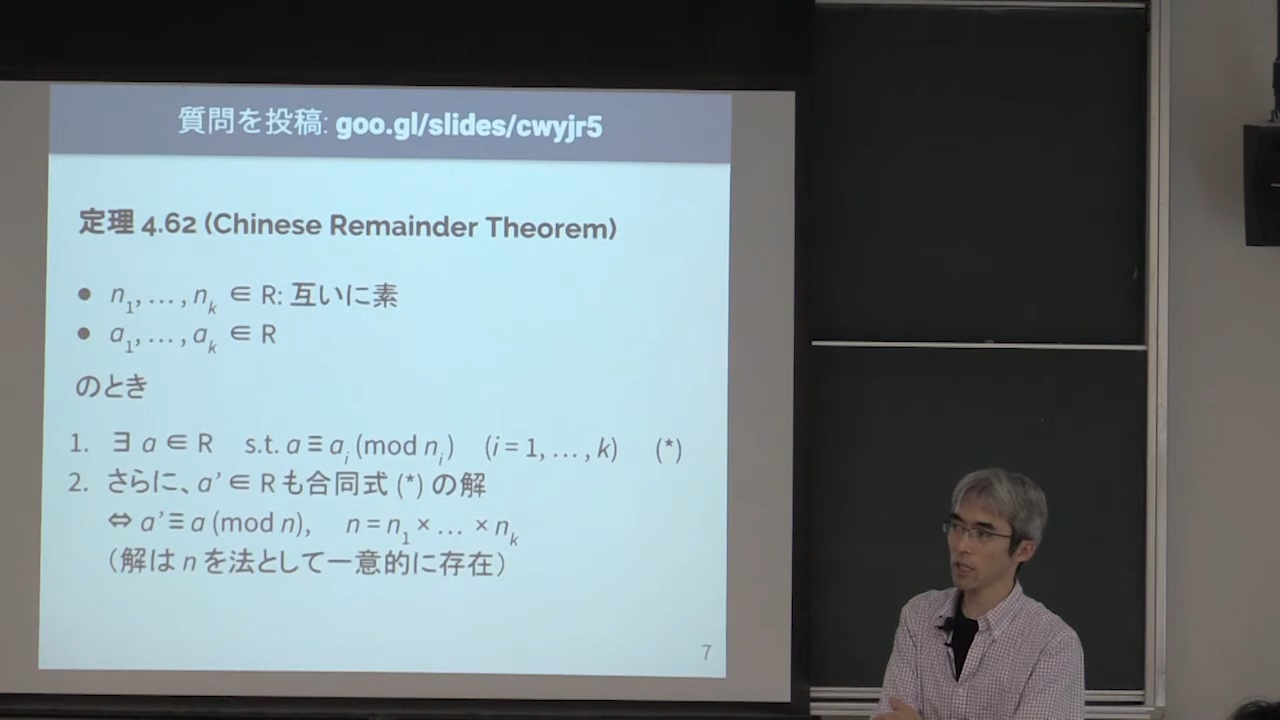 質問を投稿: goo.gl/slides/cwyjr5
定理 4.62 (Chinese Remainder Theorem)
● n₁, … , nₖ ∈ R: 互いに素
● a₁, … , aₖ ∈ R
のとき
1. ∃ a ∈ R s.t. a ≡ aᵢ (mod nᵢ) (i = 1, … , k) (*)
2. さらに、a’ ∈ R も合同式 (*) の解
⇔ a’ ≡ a (mod n), n = n₁ × … × nₖ
（解は n を法として一意的に存在）
7